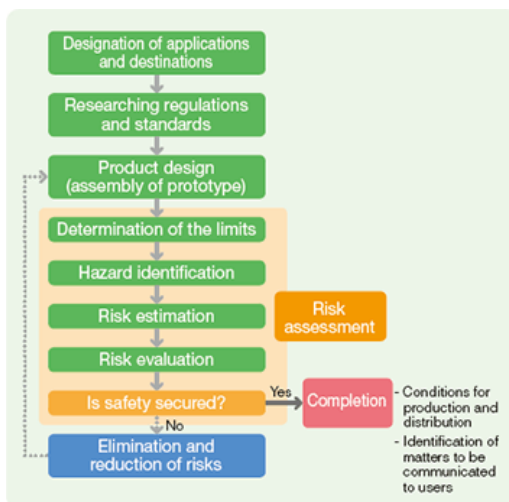 Designation of applications
and destinations
Researching regulations
and standards
Product design
(assembly of prototype)
Determination of the limits
Hazard identification
Risk estimation
Risk
assessment
Risk evaluation
Is safety secured?
Yes
Completion
- Conditions for
production and
distribution
- Identification of
matters to be
communicated
to users
No
Elimination and
reduction of risks